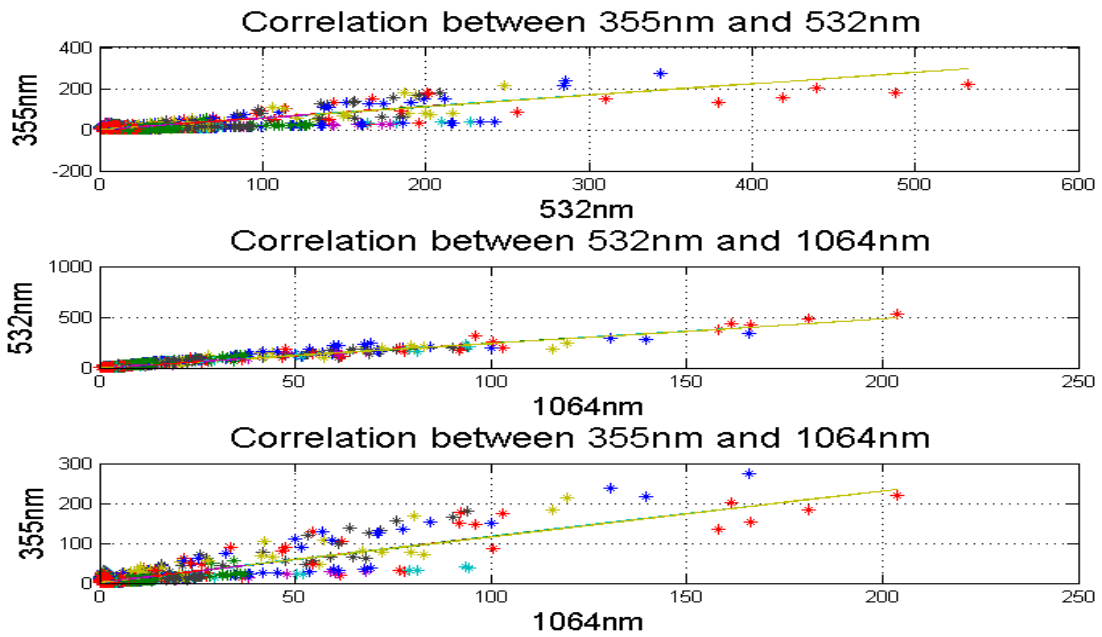 Correlation between 355nm and 532nm
400
200
0
-200
355nm
0 100 200 300 400 500 600
532nm
Correlation between 532nm and 1064nm
1000
500
0
532nm
0 50 100 150 200 250
1064nm
Correlation between 355nm and 1064nm
300
200
100
0
355nm
0 50 100 150 200 250
1064nm